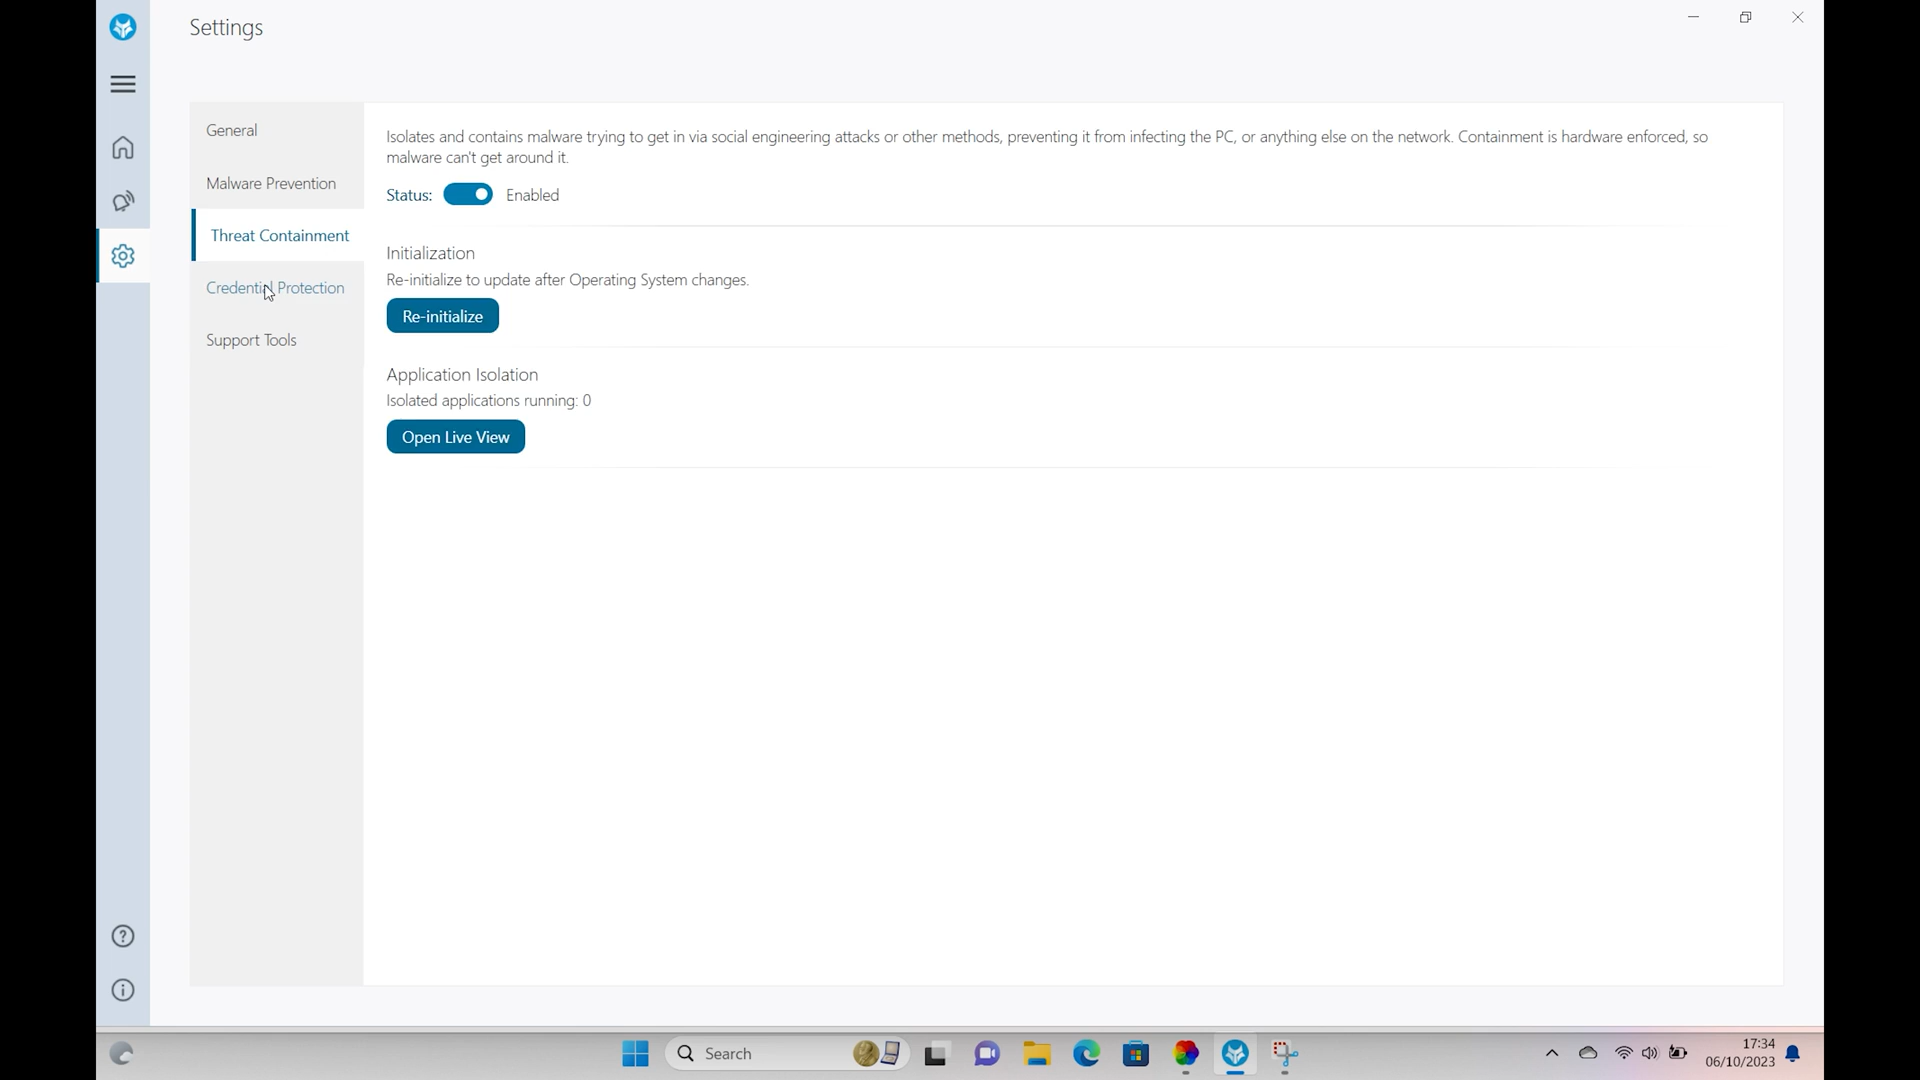 Settings
General
Malware Prevention
Threat Containment
Credential Protection
Support Tools
Isolates and contains malware trying to get in via social engineering attacks or other methods, preventing it from infecting the PC, or anything else on the network. Containment is hardware enforced, so
malware can't get around it.
Status: Enabled
Initialization
Re-initialize to update after Operating System changes.
Re-initialize
Application Isolation
Isolated applications running: 0
Open Live View
Search
17:34
06/10/2023